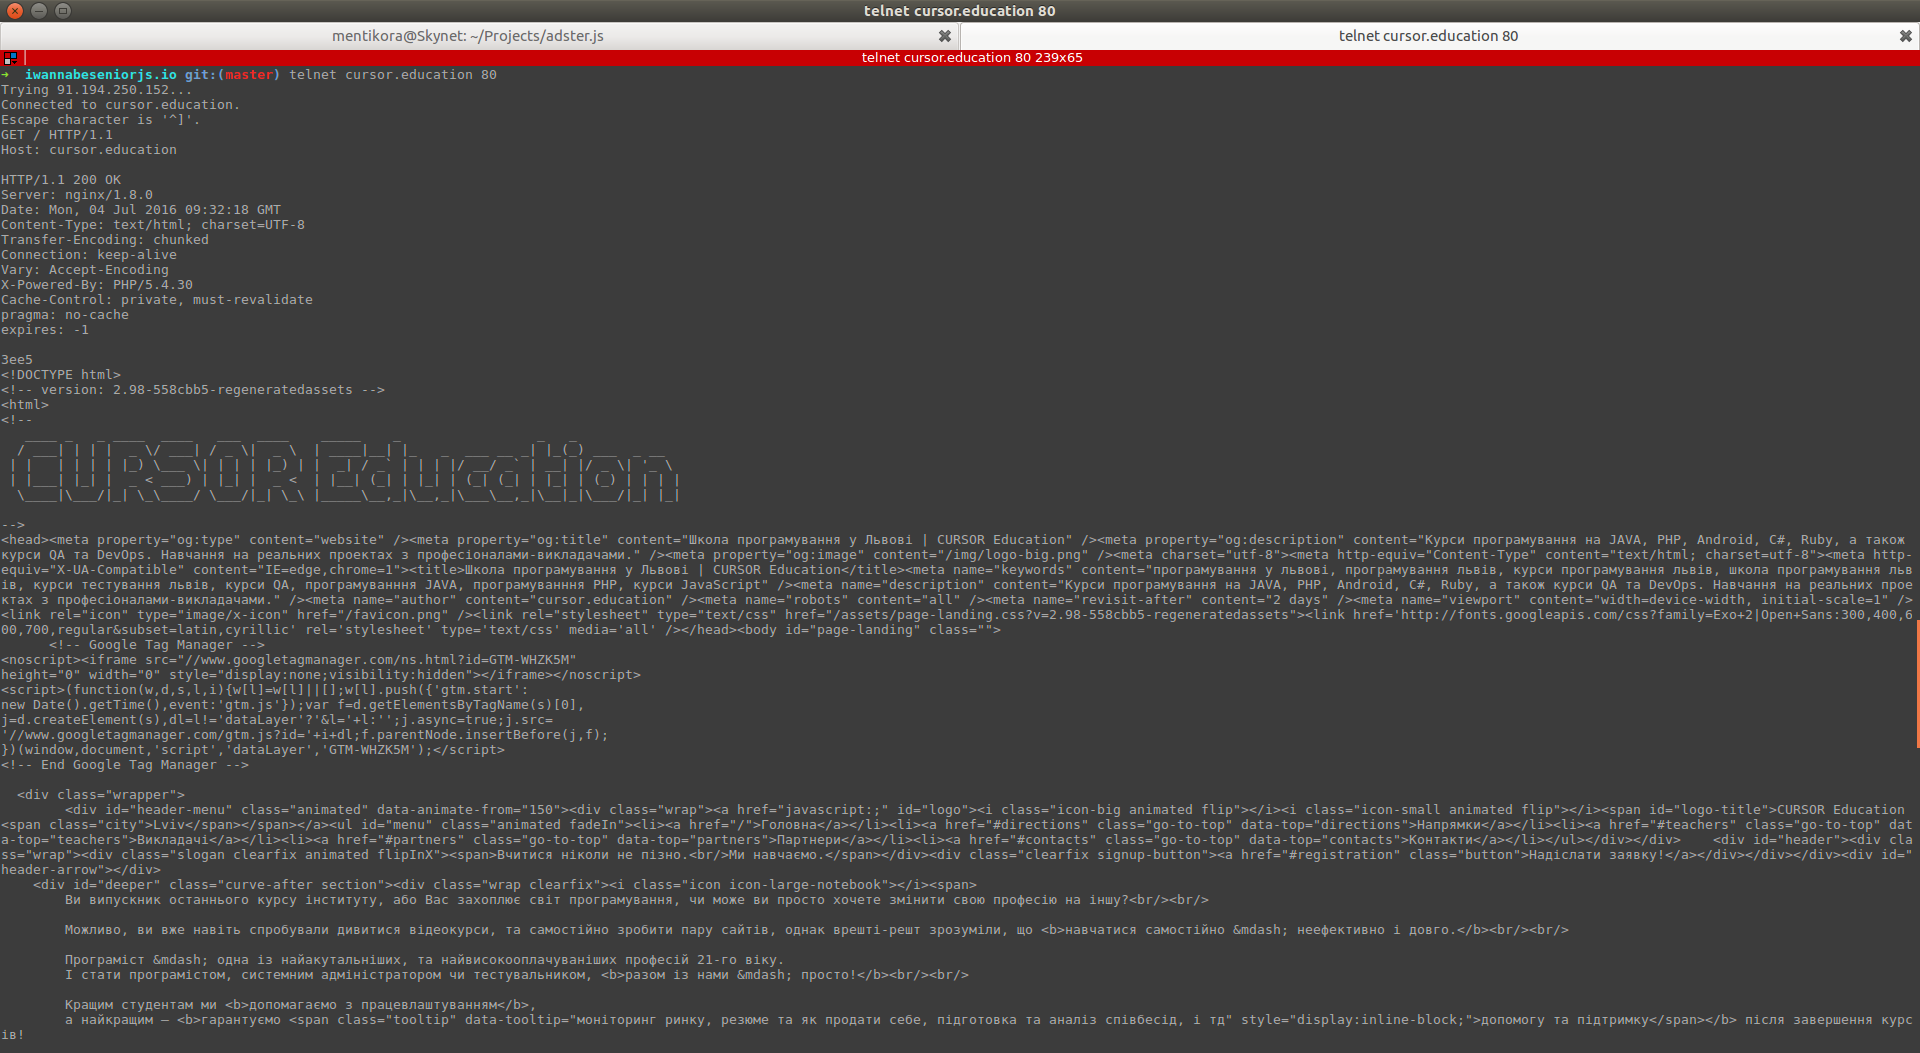 telnet cursor.education 80
mentikora@Skynet: ~/Projects/adster.js
telnet cursor.education 80
telnet cursor.education 80 239x65
➜  iwannabeseniorjs.io git:(master) telnet cursor.education 80
Trying 91.194.250.152...
Connected to cursor.education.
Escape character is '^]'.
GET / HTTP/1.1
Host: cursor.education

HTTP/1.1 200 OK
Server: nginx/1.8.0
Date: Mon, 04 Jul 2016 09:32:18 GMT
Content-Type: text/html; charset=UTF-8
Transfer-Encoding: chunked
Connection: keep-alive
Vary: Accept-Encoding
X-Powered-By: PHP/5.4.30
Cache-Control: private, must-revalidate
pragma: no-cache
expires: -1

3ee5
<!DOCTYPE html>
<!-- version: 2.98-558cbb5-regeneratedassets -->
<html>
<!--
CURSOR Education
-->
<head><meta property="og:type" content="website" /><meta property="og:title" content="Школа програмування у Львові | CURSOR Education" /><meta property="og:description" content="Курси програмування на JAVA, PHP, Android, C#, Ruby, а також
курси QA та DevOps. Навчання на реальних проектах з професіоналами-викладачами." /><meta property="og:image" content="/img/logo-big.png" /><meta charset="utf-8"><meta http-equiv="Content-Type" content="text/html; charset=utf-8"><meta http-
equiv="X-UA-Compatible" content="IE=edge,chrome=1"><title>Школа програмування у Львові | CURSOR Education</title><meta name="keywords" content="програмування у львові, програмування львів, курси програмування львів, школа програмування льв
ів, курси тестування львів, курси QA, програмуванння JAVA, програмуванння PHP, курси JavaScript" /><meta name="description" content="Курси програмування на JAVA, PHP, Android, C#, Ruby, а також курси QA та DevOps. Навчання на реальних прое
ктах з професіоналами-викладачами." /><meta name="author" content="cursor.education" /><meta name="robots" content="all" /><meta name="revisit-after" content="2 days" /><meta name="viewport" content="width=device-width, initial-scale=1" />
<link rel="icon" type="image/x-icon" href="/favicon.png" /><link rel="stylesheet" type="text/css" href="/assets/page-landing.css?v=2.98-558cbb5-regeneratedassets"><link href='http://fonts.googleapis.com/css?family=Exo+2|Open+Sans:300,400,6
00,700,regular&subset=latin,cyrillic' rel='stylesheet' type='text/css' media='all' /></head><body id="page-landing" class="">
<!-- Google Tag Manager -->
<noscript><iframe src="//www.googletagmanager.com/ns.html?id=GTM-WHZK5M"
height="0" width="0" style="display:none;visibility:hidden"></iframe></noscript>
<script>(function(w,d,s,l,i){w[l]=w[l]||[];w[l].push({'gtm.start':
new Date().getTime(),event:'gtm.js'});var f=d.getElementsByTagName(s)[0],
j=d.createElement(s),dl=l!='dataLayer'?'&l='+l:'';j.async=true;j.src=
'//www.googletagmanager.com/gtm.js?id='+i+dl;f.parentNode.insertBefore(j,f);
})(window,document,'script','dataLayer','GTM-WHZK5M');</script>
<!-- End Google Tag Manager -->

<div class="wrapper">
<div id="header-menu" class="animated" data-animate-from="150"><div class="wrap"><a href="javascript:;" id="logo"><i class="icon-big animated flip"></i><i class="icon-small animated flip"></i><span id="logo-title">CURSOR Education
<span class="city">Lviv</span></span></a><ul id="menu" class="animated fadeIn"><li><a href="/">Головна</a></li><li><a href="#directions" class="go-to-top" data-top="directions">Напрямки</a></li><li><a href="#teachers" class="go-to-top" dat
a-top="teachers">Викладачі</a></li><li><a href="#partners" class="go-to-top" data-top="partners">Партнери</a></li><li><a href="#contacts" class="go-to-top" data-top="contacts">Контакти</a></li></ul></div></div>    <div id="header"><div cla
ss="wrap"><div class="slogan clearfix animated flipInX"><span>Вчитися ніколи не пізно.<br/>Ми навчаємо.</span></div><div class="clearfix signup-button"><a href="#registration" class="button">Надіслати заявку!</a></div></div></div><div id="
header-arrow"></div>
<div id="deeper" class="curve-after section"><div class="wrap clearfix"><i class="icon icon-large-notebook"></i><span>
Ви випускник останнього курсу інституту, або Вас захоплює світ програмування, чи може ви просто хочете змінити свою професію на іншу?<br/><br/>

Можливо, ви вже навіть спробували дивитися відеокурси, та самостійно зробити пару сайтів, однак врешті-решт зрозуміли, що <b>навчатися самостійно &mdash; неефективно і довго.</b><br/><br/>

Програміст &mdash; одна із найакутальніших, та найвисокооплачуваніших професій 21-го віку.
І стати програмістом, системним адміністратором чи тестувальником, <b>разом із нами &mdash; просто!</b><br/><br/>

Кращим студентам ми <b>допомагаємо з працевлаштуванням</b>,
а найкращим — <b>гарантуємо <span class="tooltip" data-tooltip="моніторинг ринку, резюме та як продати себе, підготовка та аналіз співбесід, і тд" style="display:inline-block;">допомогу та підтримку</span></b> після завершення курс
ів!